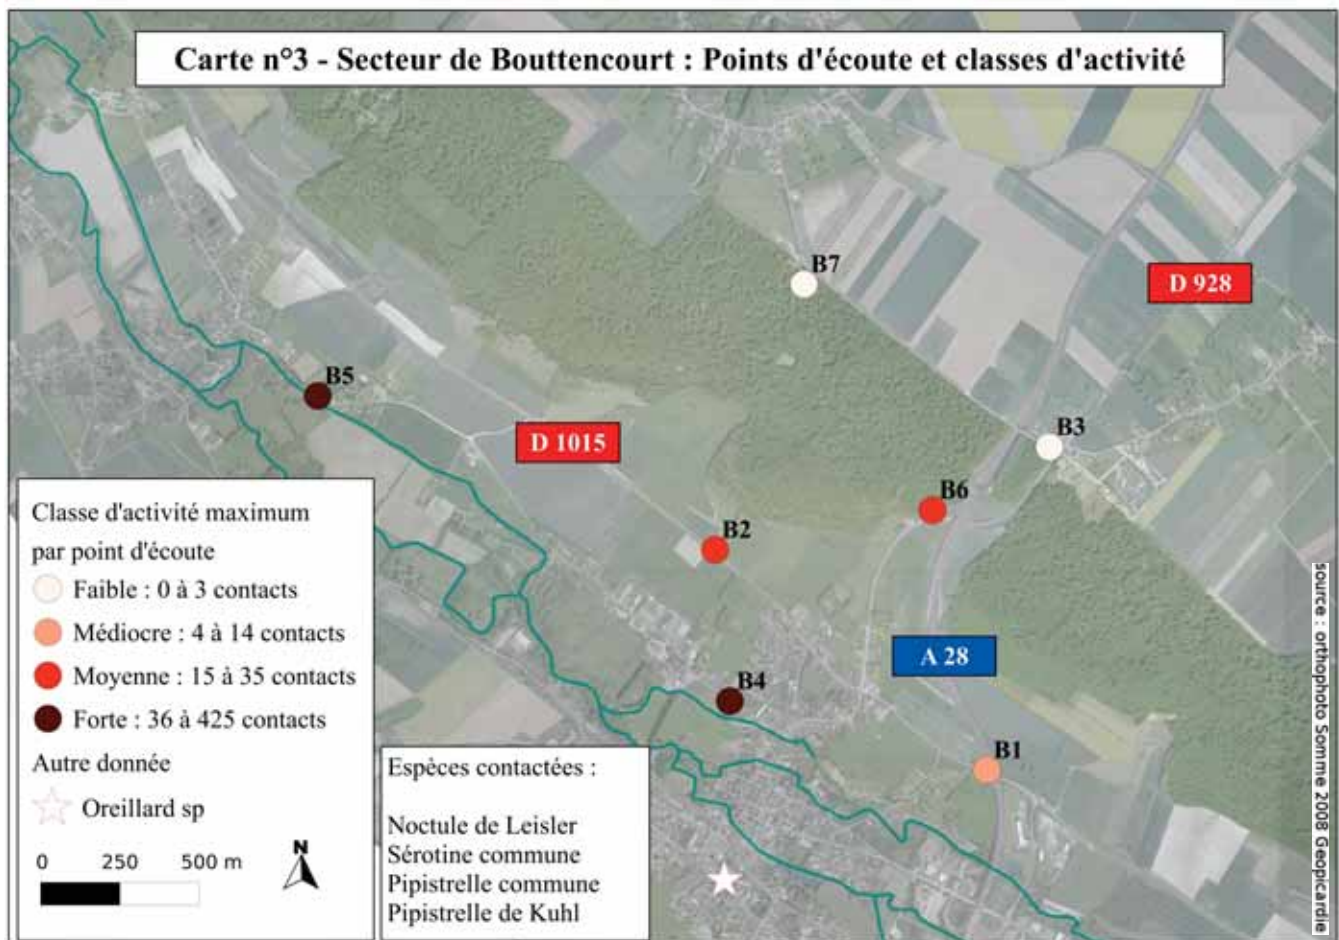 Carte n°3 - Secteur de Bouttencourt : Points d'écoute et classes d'activité
B7
D 928
B5
B3
D 1015
B6
B2
A 28
B4
B1
Classe d'activité maximum
par point d'écoute
Faible : 0 à 3 contacts
Médiocre : 4 à 14 contacts
Moyenne : 15 à 35 contacts
Forte : 36 à 425 contacts
Autre donnée
Oreillard sp
0 250 500 m
N
Espèces contactées :
Noctule de Leisler
Sérotine commune
Pipistrelle commune
Pipistrelle de Kuhl
source : orthophoto Somme 2008 Geopicardie